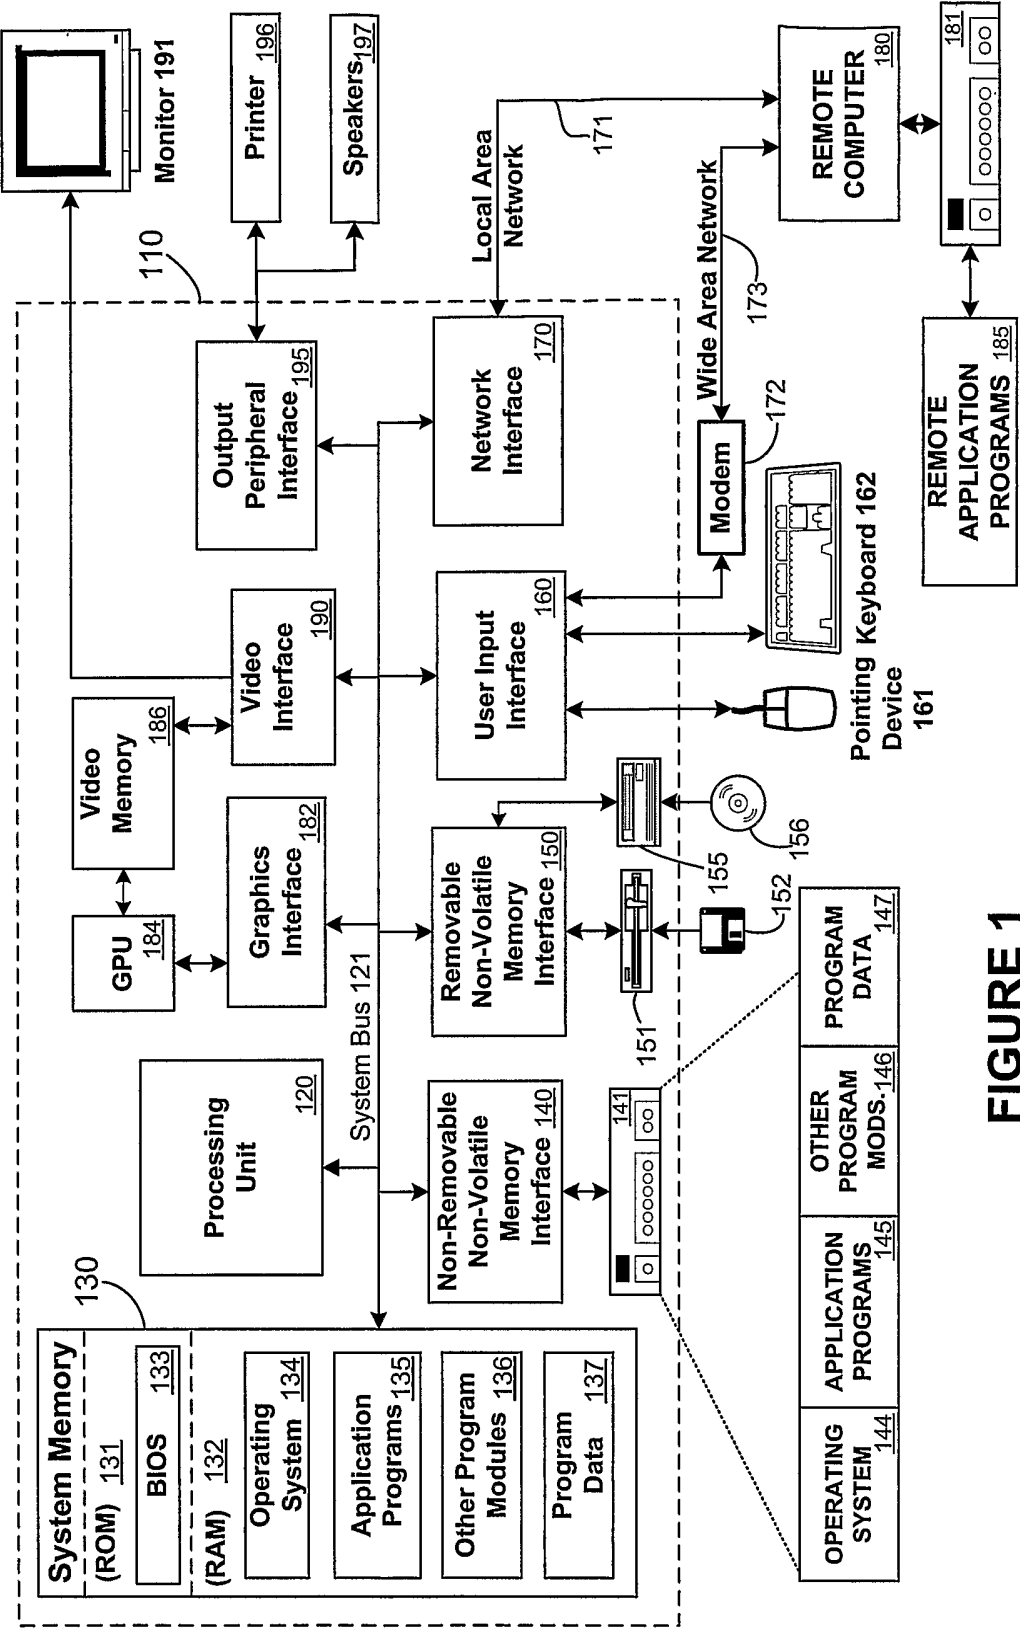 System Memory
(ROM) 131
BIOS 133
(RAM) 132
Operating
System 134
Application
Programs 135
Other Program
Modules 136
Program
Data 137
130
Processing
Unit
120
System Bus 121
GPU
184
Video
Memory
186
Graphics
Interface
182
Video
Interface
190
Output
Peripheral
Interface
195
110
Monitor 191
Printer
196
Speakers
197
Non-Removable
Non-Volatile
Memory
Interface
140
Removable
Non-Volatile
Memory
Interface
150
User Input
Interface
160
Network
Interface
170
Local Area
Network
171
Wide Area Network
173
Modem
172
141
151
152
155
156
Pointing
Device
161
Keyboard 162
REMOTE
COMPUTER
180
181
REMOTE
APPLICATION
PROGRAMS
185
OPERATING
SYSTEM
144
APPLICATION
PROGRAMS
145
OTHER
PROGRAM
MODS.
146
PROGRAM
DATA
147
FIGURE 1